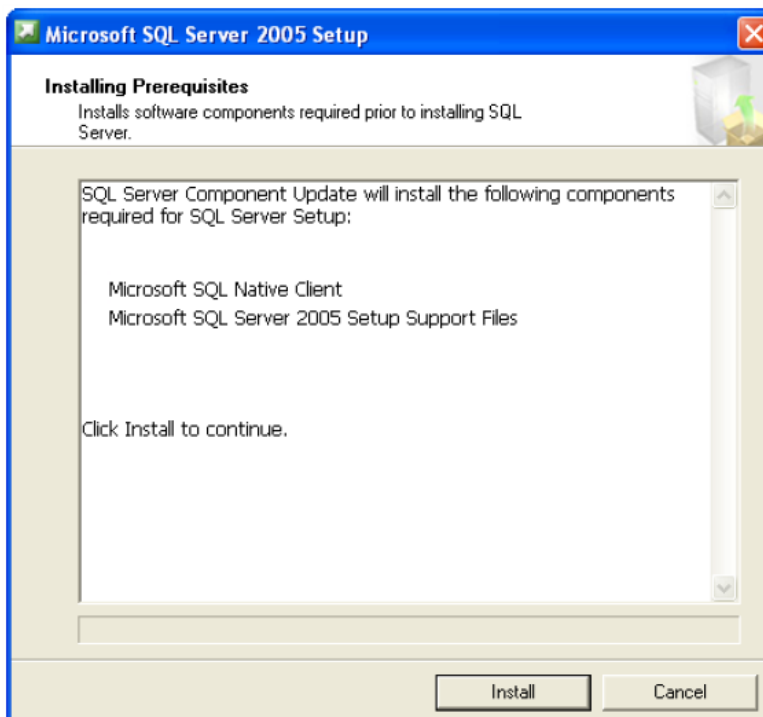 Microsoft SQL Server 2005 Setup
Installing Prerequisites
Installs software components required prior to installing SQL
Server.
SQL Server Component Update will install the following components
required for SQL Server Setup:
Microsoft SQL Native Client
Microsoft SQL Server 2005 Setup Support Files
Click Install to continue.
Install
Cancel